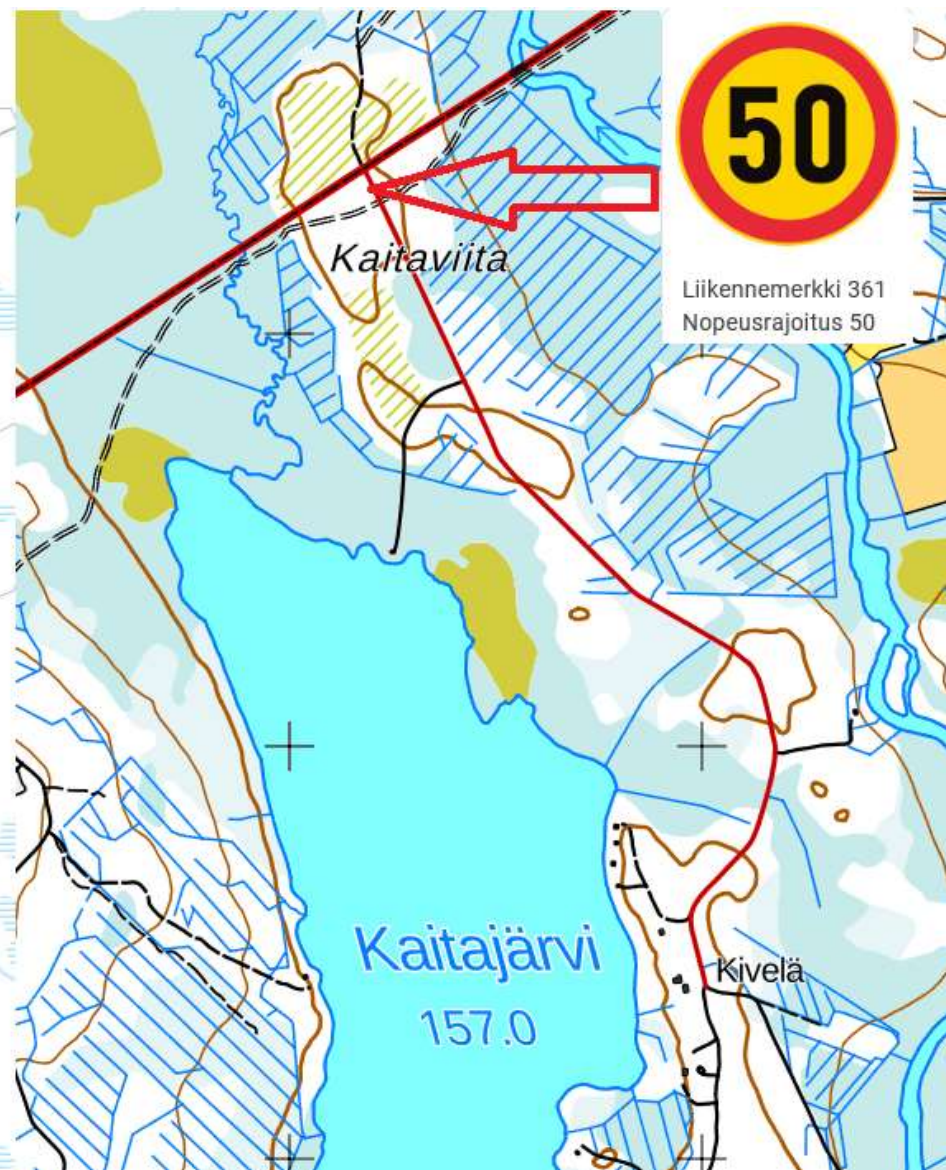 50
Liikennemerkki 361
Nopeusrajoitus 50
Kaitaviita
Kaitajärvi
157.0
Kivelä